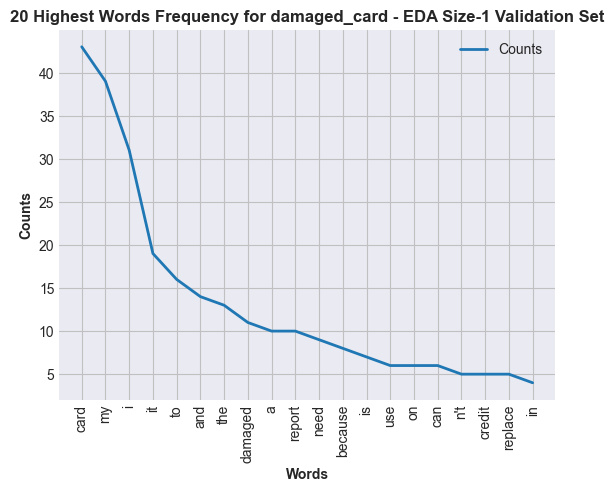 20 Highest Words Frequency for damaged_card - EDA Size-1 Validation Set
Counts
40
35
30
25
20
15
10
5
Counts
card
my
i
it
to
and
the
damaged
a
report
need
because
is
use
on
can
n't
credit
replace
in
Words